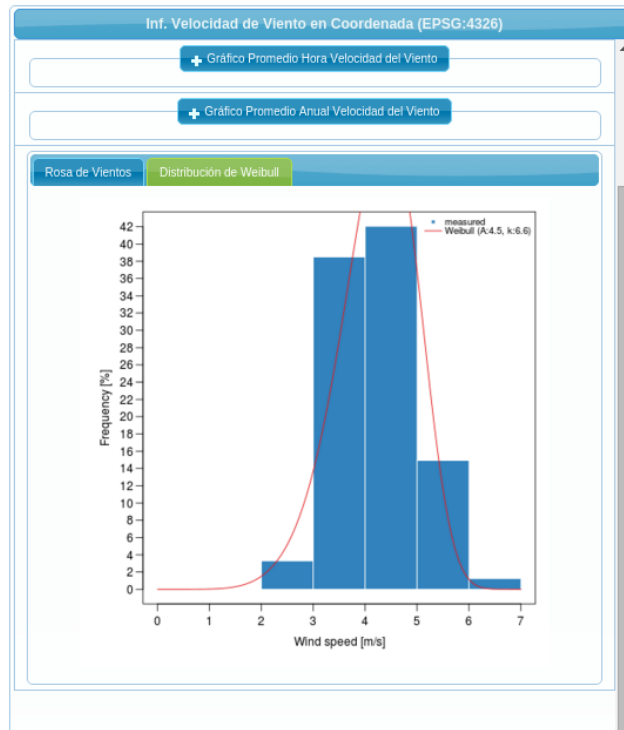 Inf. Velocidad de Viento en Coordenada (EPSG:4326)
Gráfico Promedio Hora Velocidad del Viento
Gráfico Promedio Anual Velocidad del Viento
Rosa de Vientos
Distribución de Weibull
measured
Weibull (A:4.5, k:6.6)
42
40
38
36
34
32
30
28
26
24
22
20
18
16
14
12
10
8
6
4
2
0
Frequency [%]
0 1 2 3 4 5 6 7
Wind speed [m/s]